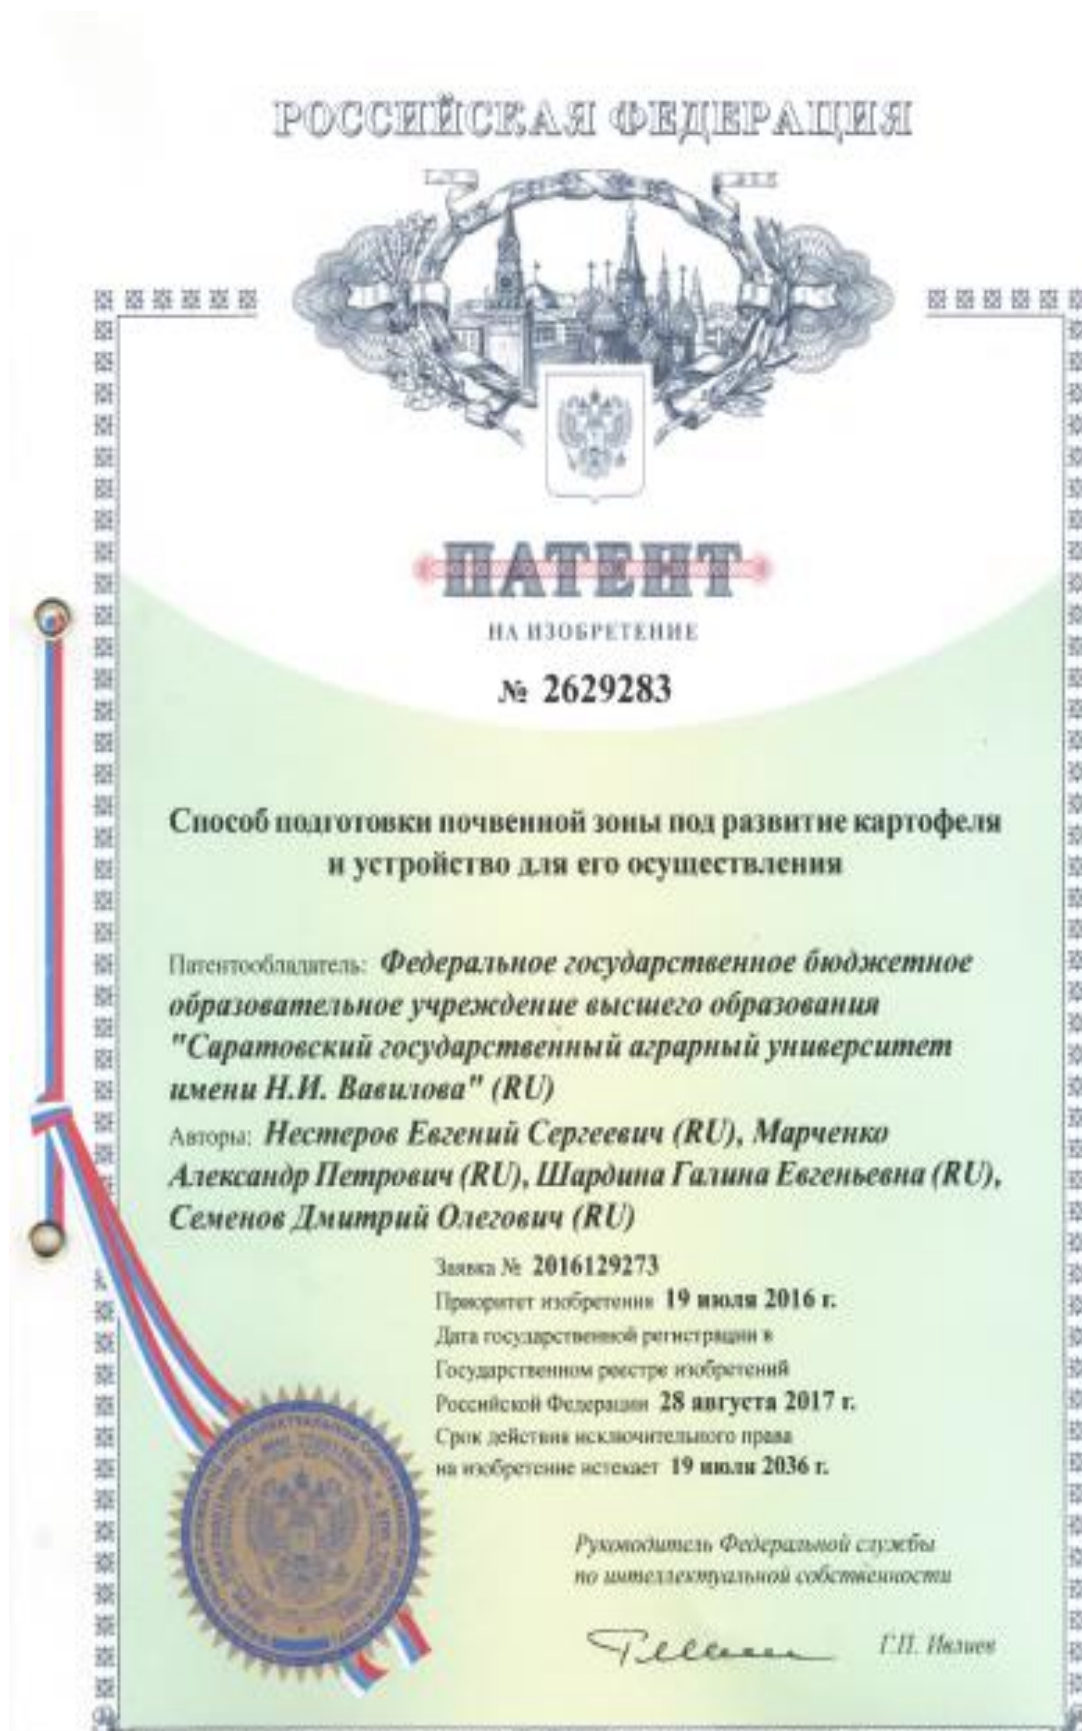 РОССИЙСКАЯ ФЕДЕРАЦИЯ
ПАТЕНТ
НА ИЗОБРЕТЕНИЕ
№ 2629283
Способ подготовки почвенной зоны под развитие картофеля
и устройство для его осуществления
Патентообладатель: Федеральное государственное бюджетное
образовательное учреждение высшего образования
"Саратовский государственный аграрный университет
имени Н.И. Вавилова" (RU)
Авторы: Нестеров Евгений Сергеевич (RU), Марченко
Александр Петрович (RU), Шардина Галина Евгеньевна (RU),
Семенов Дмитрий Олегович (RU)
Заявка № 2016129273
Приоритет изобретения 19 июля 2016 г.
Дата государственной регистрации в
Государственном реестре изобретений
Российской Федерации 28 августа 2017 г.
Срок действия исключительного права
на изобретение истекает 19 июля 2036 г.
Руководитель Федеральной службы
по интеллектуальной собственности
Г.П. Ивлиев